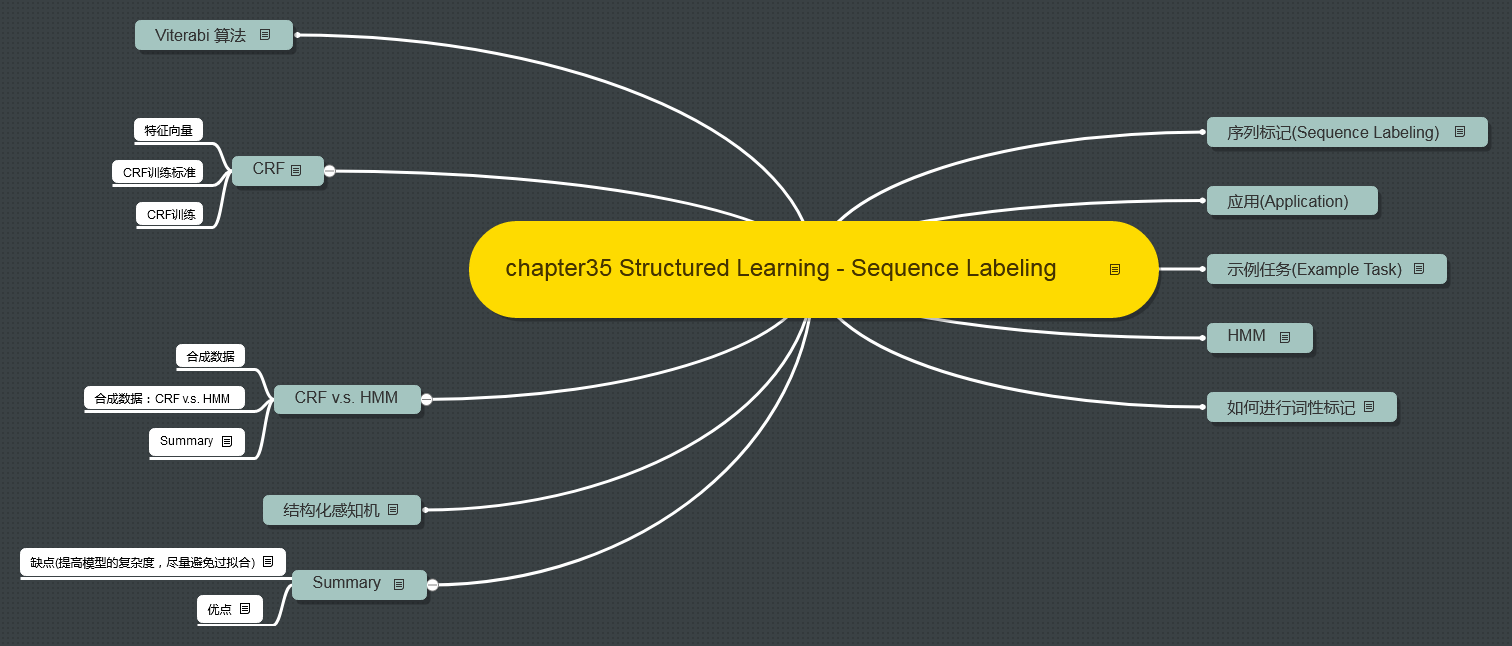 Viterabi 算法
特征向量
CRF训练标准
CRF训练
CRF
chapter35 Structured Learning - Sequence Labeling
序列标记(Sequence Labeling)
应用(Application)
示例任务(Example Task)
HMM
如何进行词性标记
合成数据
合成数据：CRF v.s. HMM
Summary
CRF v.s. HMM
结构化感知机
缺点(提高模型的复杂度，尽量避免过拟合)
优点
Summary